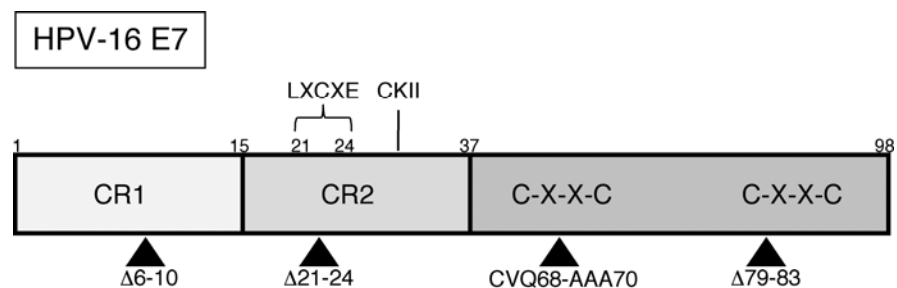 HPV-16 E7
LXCXE CKII
1 15 21 24 37 98
CR1 CR2 C-X-X-C C-X-X-C
Δ6-10 Δ21-24 CVQ68-AAA70 Δ79-83